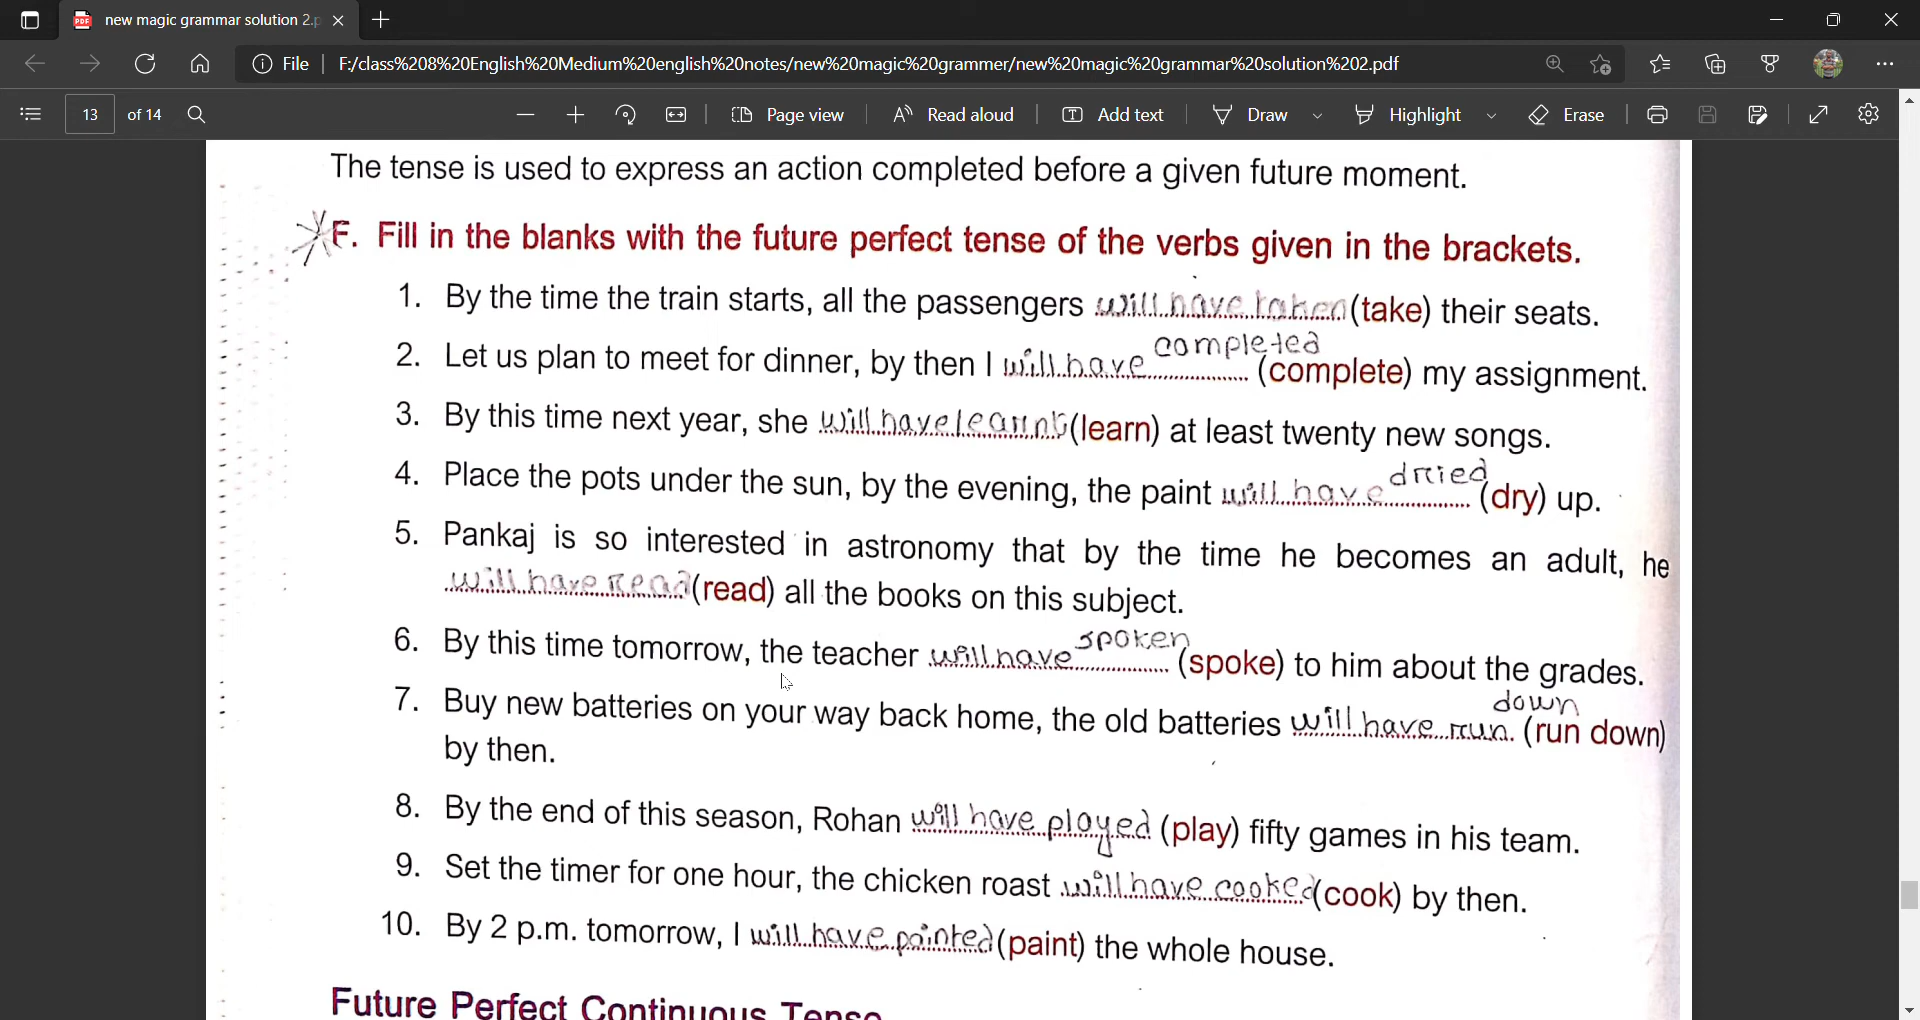 new magic grammar solution 2.p
File
F:/class%208%20English%20Medium%20english%20notes/new%20magic%20grammer/new%20magic%20grammar%20solution%202.pdf
13 of 14
Page view
Read aloud
Add text
Draw
Highlight
Erase
The tense is used to express an action completed before a given future moment.
F. Fill in the blanks with the future perfect tense of the verbs given in the brackets.
1. By the time the train starts, all the passengers will have taken (take) their seats.
2. Let us plan to meet for dinner, by then I will have completed (complete) my assignment.
3. By this time next year, she will have learnt (learn) at least twenty new songs.
4. Place the pots under the sun, by the evening, the paint will have dried (dry) up.
5. Pankaj is so interested in astronomy that by the time he becomes an adult, he
will have read (read) all the books on this subject.
6. By this time tomorrow, the teacher will have spoken (spoke) to him about the grades.
7. Buy new batteries on your way back home, the old batteries will have run down (run down)
by then.
8. By the end of this season, Rohan will have played (play) fifty games in his team.
9. Set the timer for one hour, the chicken roast will have cooked (cook) by then.
10. By 2 p.m. tomorrow, I will have painted (paint) the whole house.
Future Perfect Continuous Tense